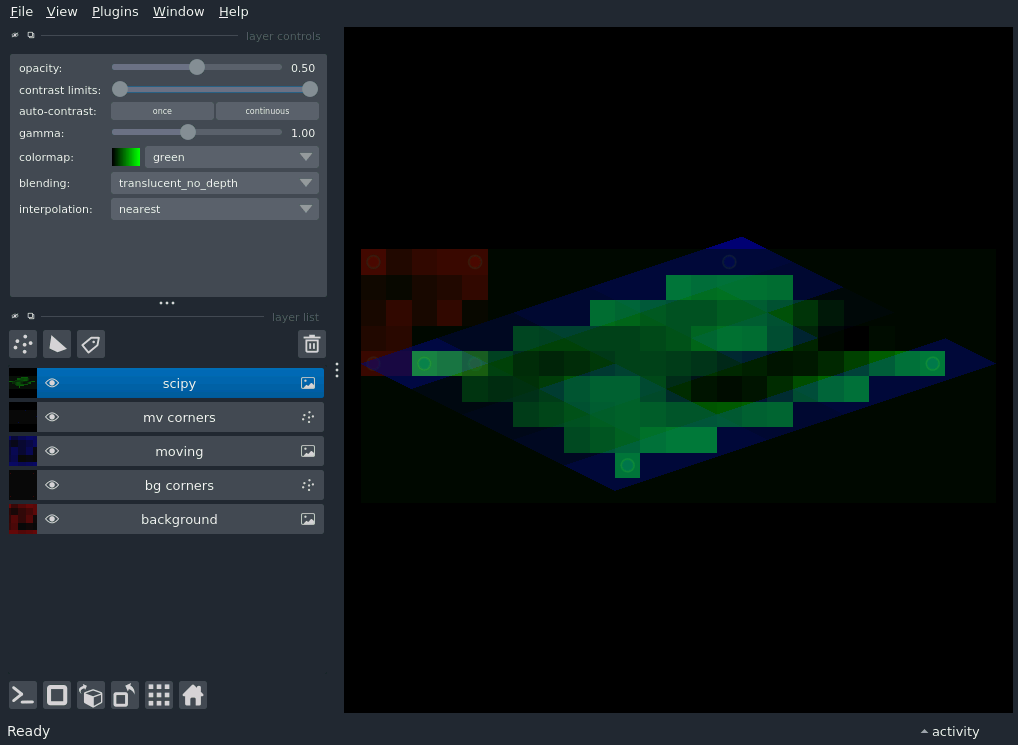 File View Plugins Window Help
layer controls
opacity: 0.50
contrast limits:
auto-contrast: once continuous
gamma: 1.00
colormap: green
blending: translucent_no_depth
interpolation: nearest
layer list
scipy
mv corners
moving
bg corners
background
Ready activity